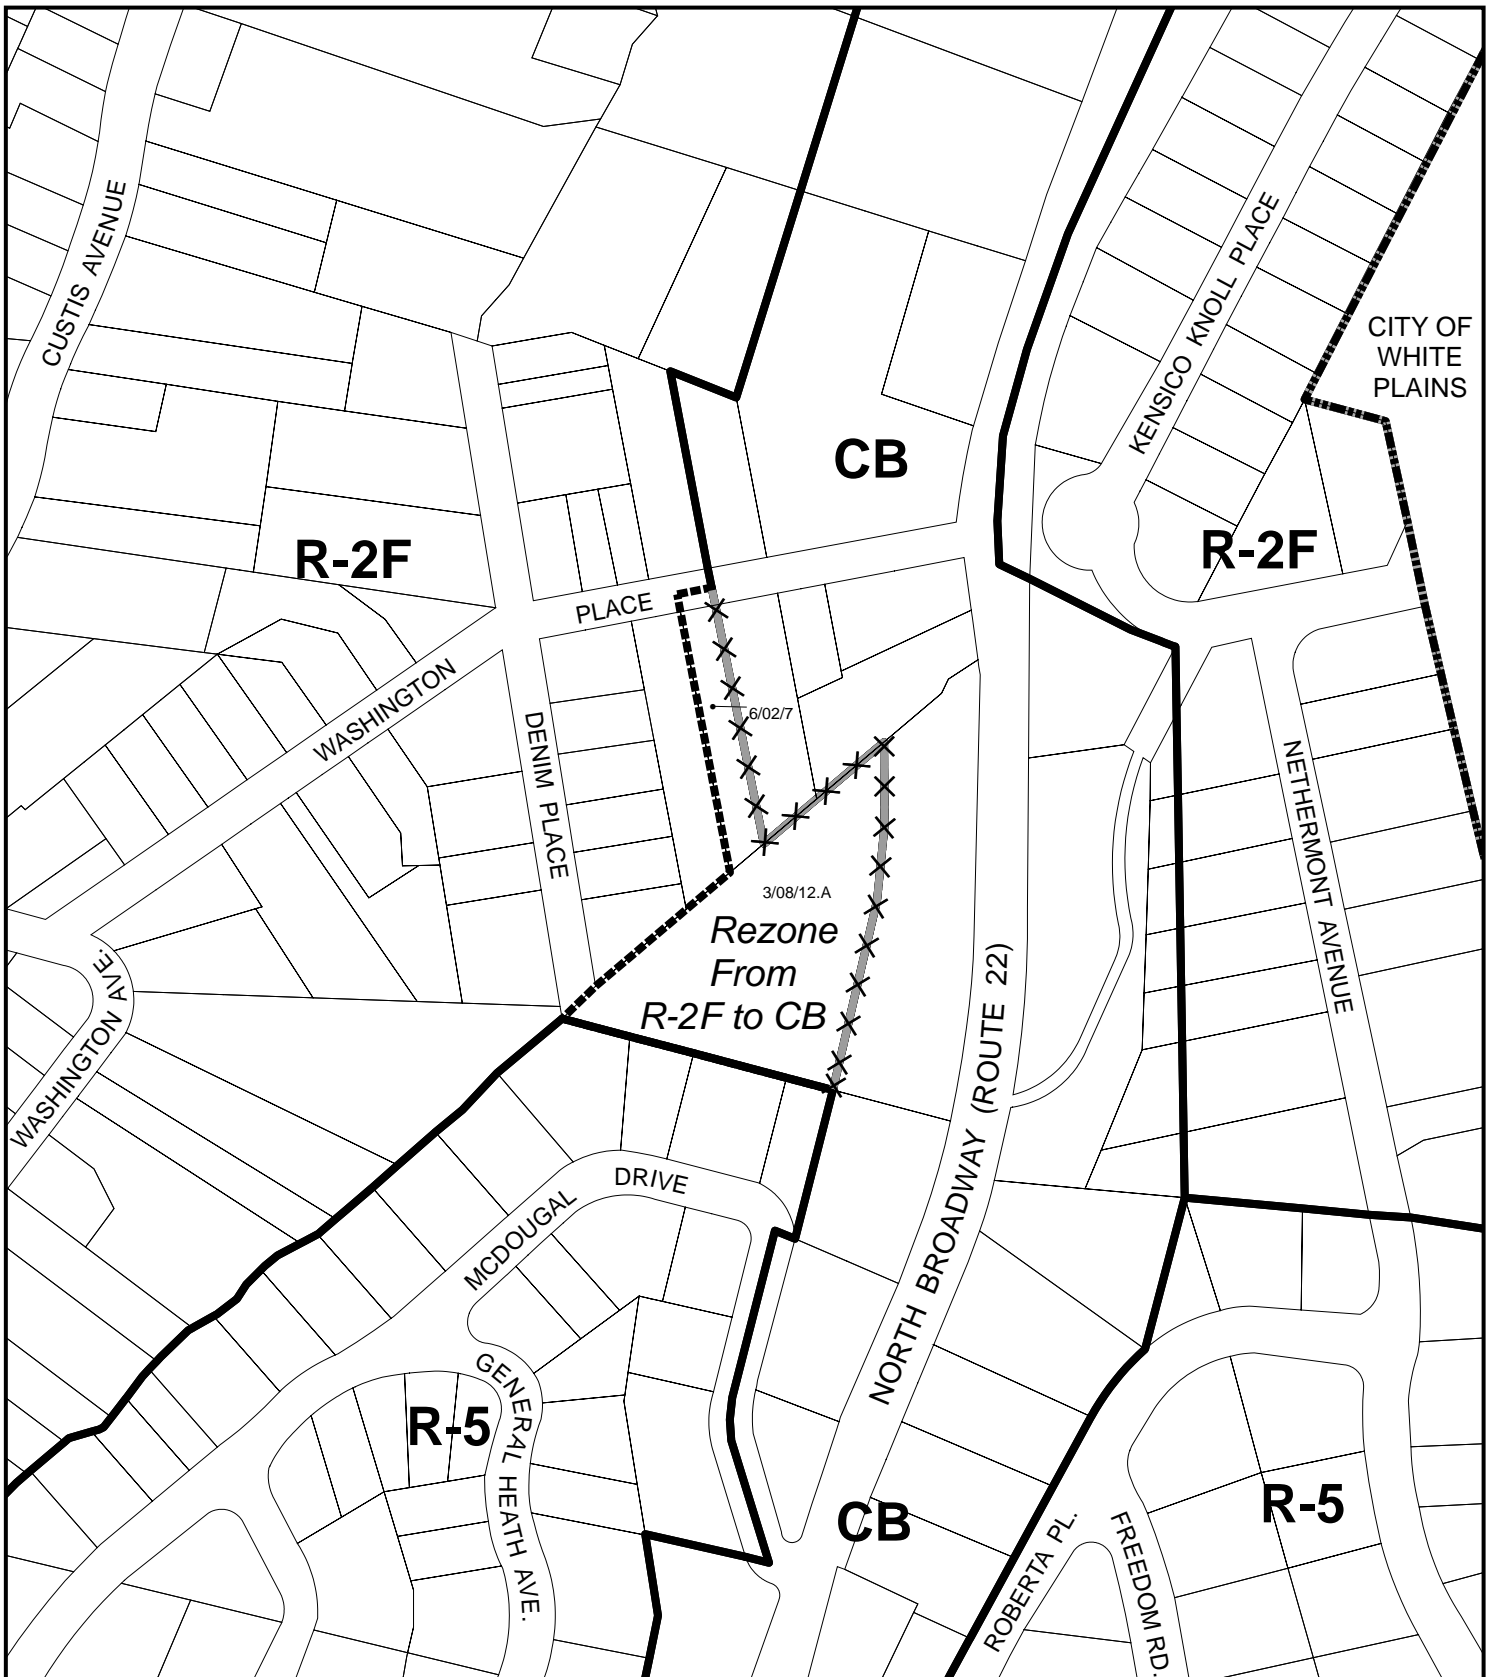 CUSTIS AVENUE
KENSICO KNOLL PLACE
CITY OF
WHITE
PLAINS
CB
R-2F
R-2F
PLACE
WASHINGTON
DENIM PLACE
6/02/7
NETHERMONT AVENUE
3/08/12.A
Rezone
From
R-2F to CB
WASHINGTON AVE.
NORTH BROADWAY (ROUTE 22)
MCDOUGAL
DRIVE
GENERAL HEATH AVE.
R-5
CB
R-5
ROBERTA PL.
FREEDOM RD.